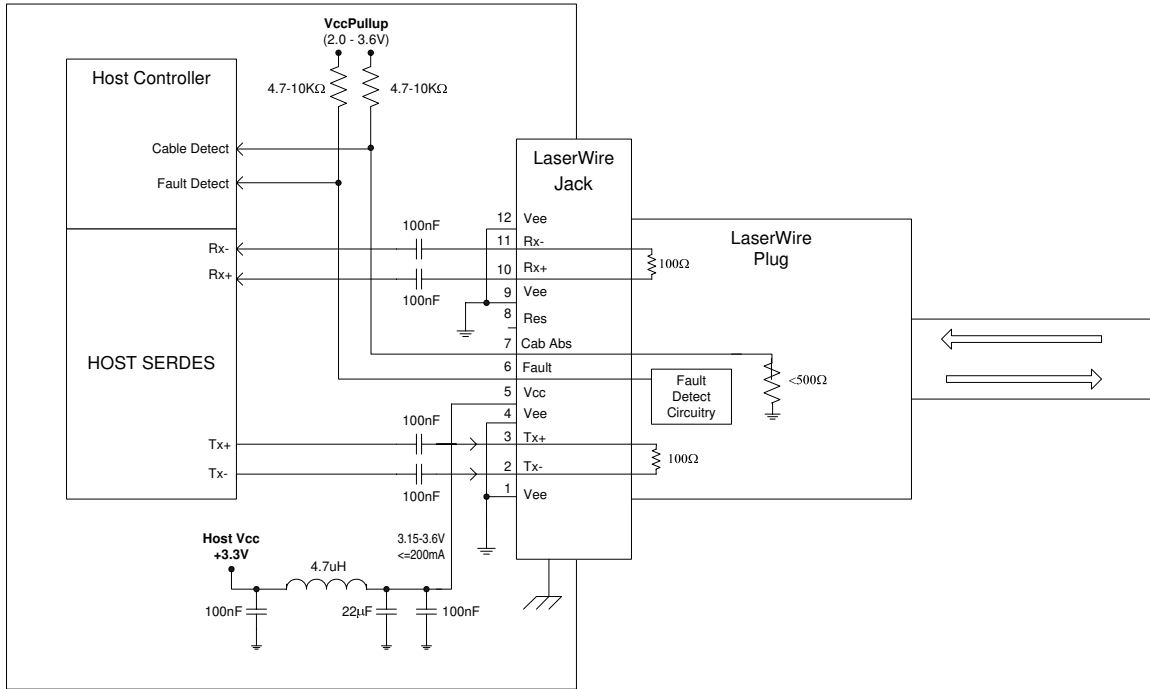 VccPullup
(2.0 - 3.6V)
Host Controller
4.7-10KΩ
4.7-10KΩ
Cable Detect
Fault Detect
LaserWire
Jack
HOST SERDES
Rx-
Rx+
Tx+
Tx-
100nF
100nF
100nF
100nF
12 Vee
11 Rx-
10 Rx+
9 Vee
8 Res
7 Cab Abs
6 Fault
5 Vcc
4 Vee
3 Tx+
2 Tx-
1 Vee
LaserWire
Plug
100Ω
<500Ω
Fault
Detect
Circuitry
100Ω
Host Vcc
+3.3V
3.15-3.6V
<=200mA
4.7uH
100nF
22µF
100nF